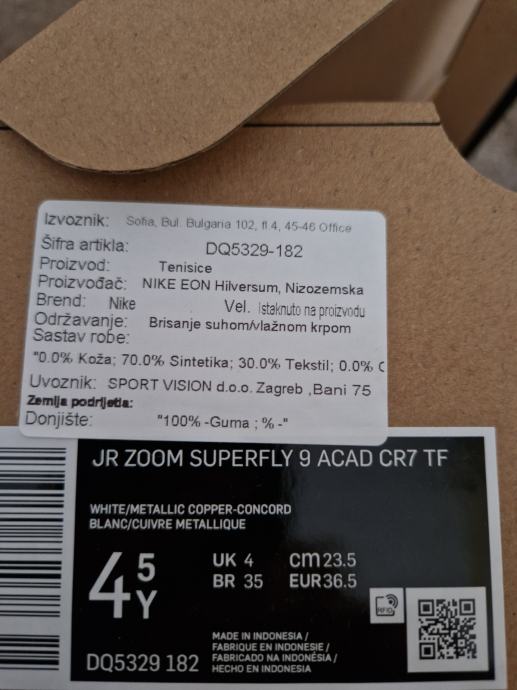 Izvoznik: Sofia, Bul. Bulgaria 102, fl.4, 45-46 Office
Šifra artikla: DQ5329-182
Proizvod: Tenisice
Proizvođač: NIKE EON Hilversum, Nizozemska
Brend: Nike Vel. Istaknuto na proizvodu
Održavanje: Brisanje suhom/vlažnom krpom
Sastav robe:
"0.0% Koža; 70.0% Sintetika; 30.0% Tekstil; 0.0%
Uvoznik: SPORT VISION d.o.o. Zagreb ,Bani 75
Zemlja podrijetla:
Donjište: "100% -Guma ; % -"
JR ZOOM SUPERFLY 9 ACAD CR7 TF
WHITE/METALLIC COPPER-CONCORD
BLANC/CUIVRE METALLIQUE
4 5 Y
UK 4 cm 23.5
BR 35 EUR 36.5
RFID
MADE IN INDONESIA /
FABRIQUE EN INDONESIE /
FABRICADO NA INDONÉSIA /
HECHO EN INDONESIA
DQ5329 182